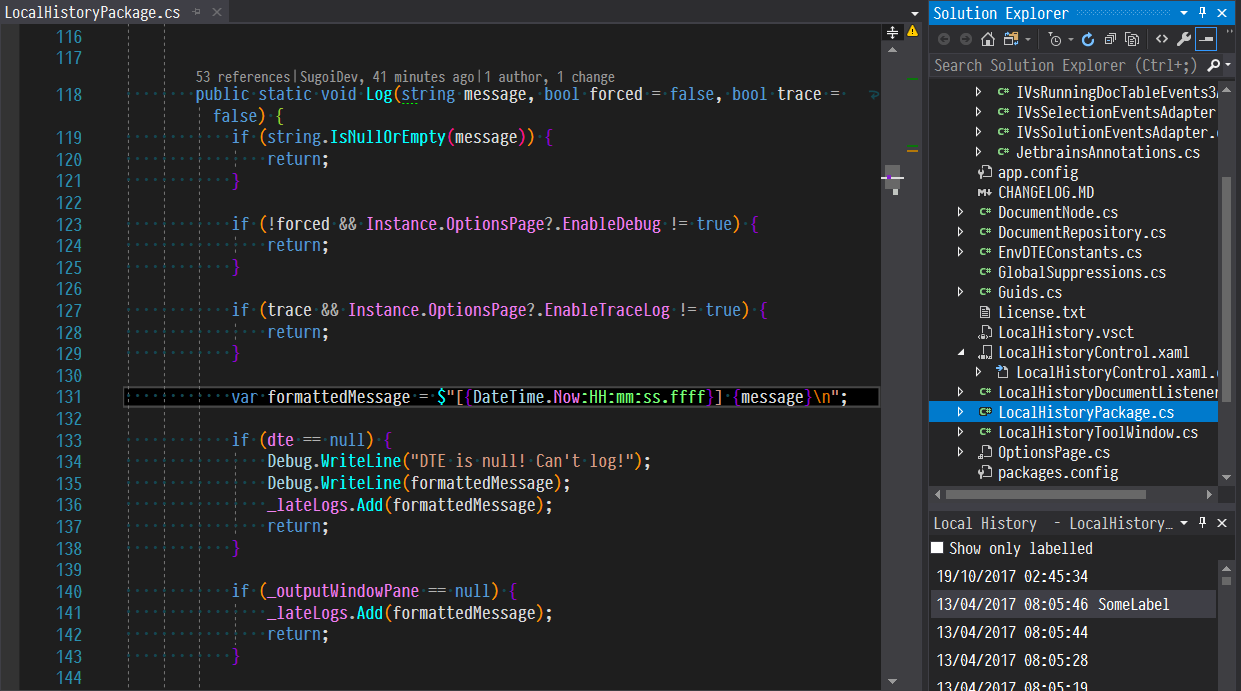 LocalHistoryPackage.cs
116
117
53 references|SugoiDev, 41 minutes ago|1 author, 1 change
118 public static void Log(string message, bool forced = false, bool trace =
false) {
119 if (string.IsNullOrEmpty(message)) {
120 return;
121 }
122
123 if (!forced && Instance.OptionsPage?.EnableDebug != true) {
124 return;
125 }
126
127 if (trace && Instance.OptionsPage?.EnableTraceLog != true) {
128 return;
129 }
130
131 var formattedMessage = $"[{DateTime.Now:HH:mm:ss.ffff}] {message}\n";
132
133 if (dte == null) {
134 Debug.WriteLine("DTE is null! Can't log!");
135 Debug.WriteLine(formattedMessage);
136 _lateLogs.Add(formattedMessage);
137 return;
138 }
139
140 if (_outputWindowPane == null) {
141 _lateLogs.Add(formattedMessage);
142 return;
143 }
144
Solution Explorer
Search Solution Explorer (Ctrl+;)
C# IVsRunningDocTableEvents3
C# IVsSelectionEventsAdapter
C# IVsSolutionEventsAdapter.
C# JetbrainsAnnotations.cs
app.config
M↓ CHANGELOG.MD
C# DocumentNode.cs
C# DocumentRepository.cs
C# EnvDTEConstants.cs
C# GlobalSuppressions.cs
C# Guids.cs
License.txt
LocalHistory.vsct
LocalHistoryControl.xaml
LocalHistoryControl.xaml.
C# LocalHistoryDocumentListener
C# LocalHistoryPackage.cs
C# LocalHistoryToolWindow.cs
OptionsPage.cs
packages.config
Local History - LocalHistory…
Show only labelled
19/10/2017 02:45:34
13/04/2017 08:05:46 SomeLabel
13/04/2017 08:05:44
13/04/2017 08:05:28
13/04/2017 08:05:19